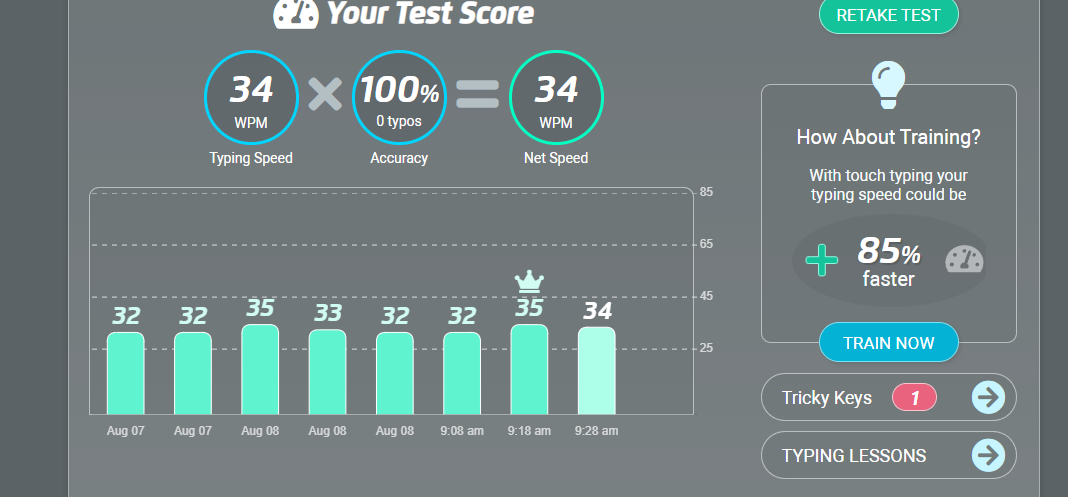 Your Test Score
RETAKE TEST
34
WPM
Typing Speed
100%
0 typos
Accuracy
34
WPM
Net Speed
85
65
45
25
32
32
35
33
32
32
35
34
Aug 07
Aug 07
Aug 08
Aug 08
Aug 08
9:08 am
9:18 am
9:28 am
How About Training?
With touch typing your
typing speed could be
85%
faster
TRAIN NOW
Tricky Keys 1
TYPING LESSONS